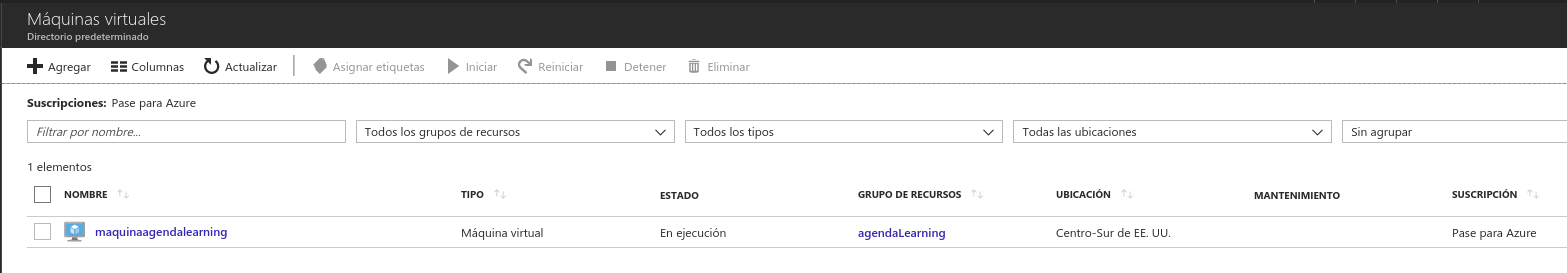 Máquinas virtuales
Directorio predeterminado
Agregar Columnas Actualizar Asignar etiquetas Iniciar Reiniciar Detener Eliminar
Suscripciones: Pase para Azure
Filtrar por nombre... Todos los grupos de recursos Todos los tipos Todas las ubicaciones Sin agrupar
1 elementos
NOMBRE TIPO ESTADO GRUPO DE RECURSOS UBICACIÓN MANTENIMIENTO SUSCRIPCIÓN
maquinaagendalearning Máquina virtual En ejecución agendaLearning Centro-Sur de EE. UU. Pase para Azure